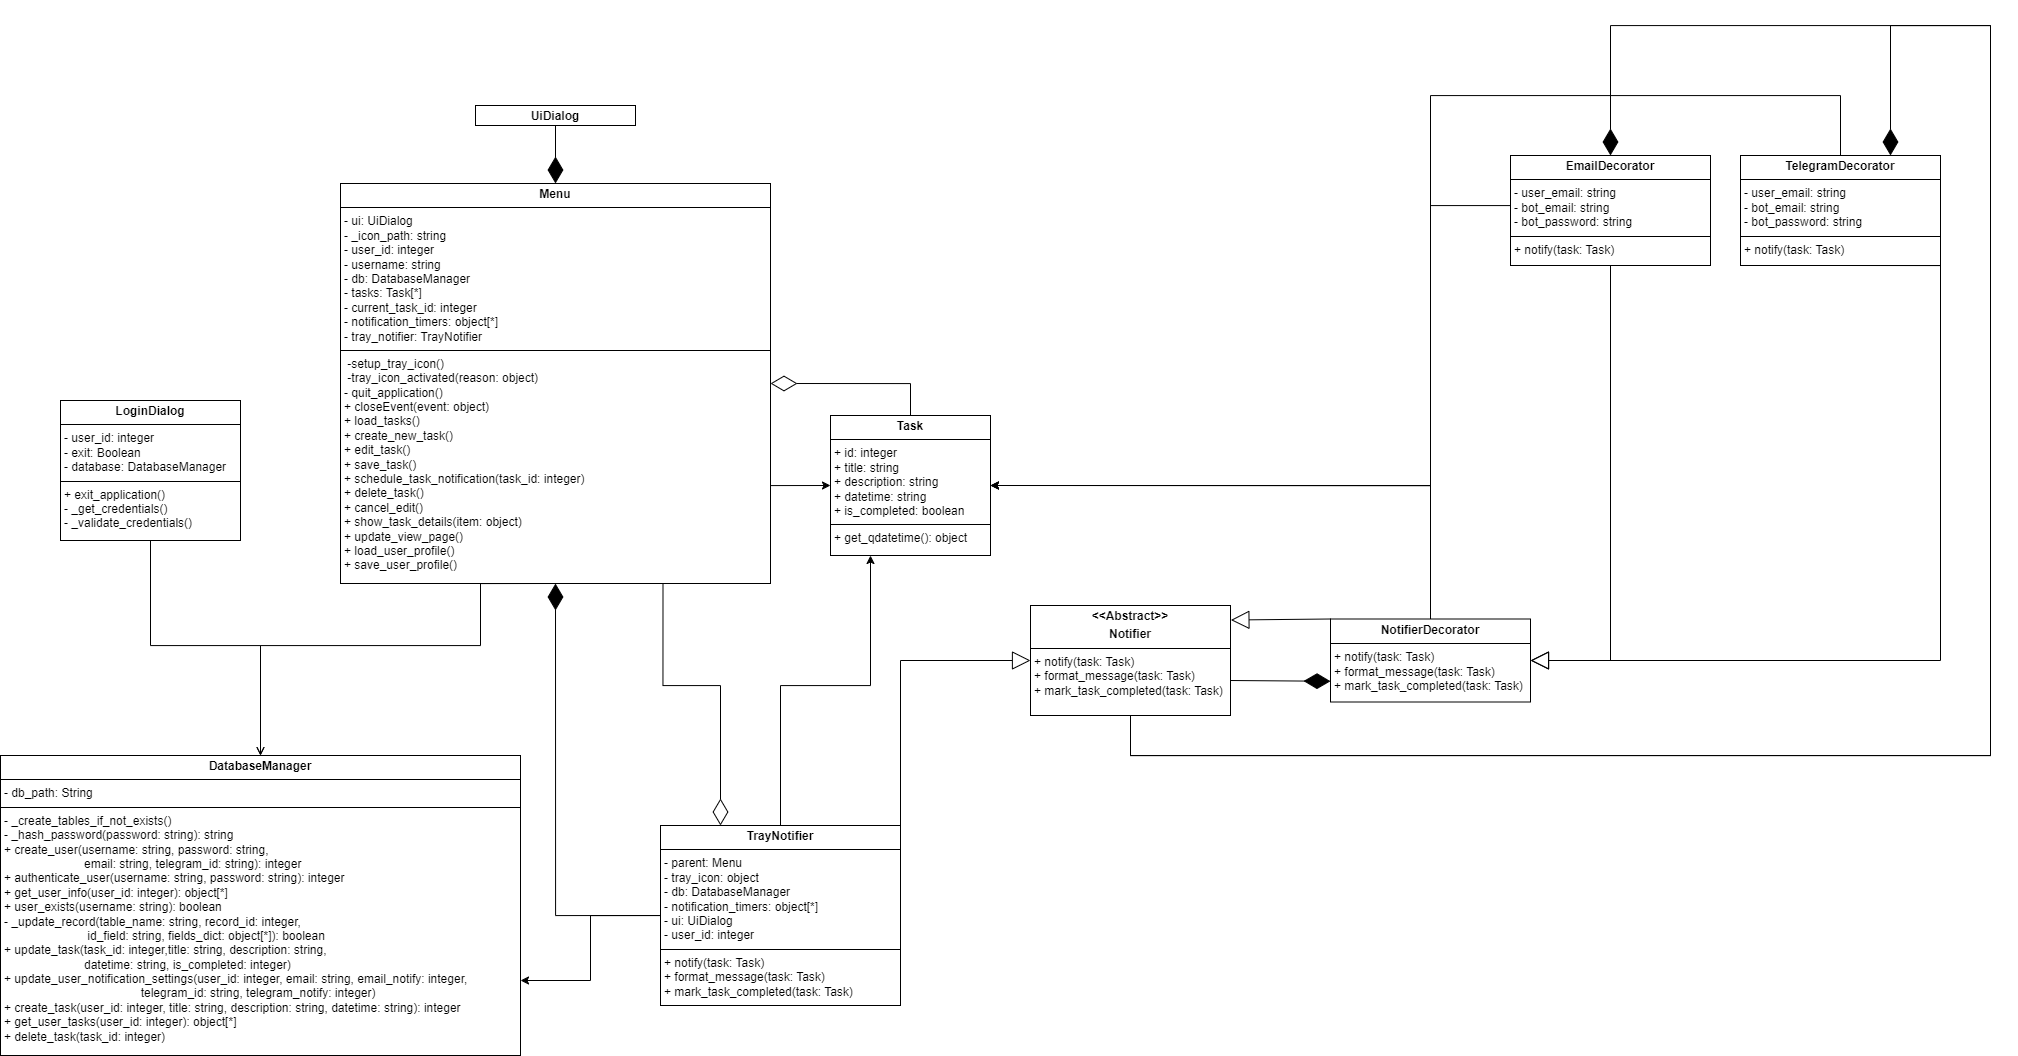 UiDialog
Menu
- ui: UiDialog
- _icon_path: string
- user_id: integer
- username: string
- db: DatabaseManager
- tasks: Task[*]
- current_task_id: integer
- notification_timers: object[*]
- tray_notifier: TrayNotifier
-setup_tray_icon()
-tray_icon_activated(reason: object)
- quit_application()
+ closeEvent(event: object)
+ load_tasks()
+ create_new_task()
+ edit_task()
+ save_task()
+ schedule_task_notification(task_id: integer)
+ delete_task()
+ cancel_edit()
+ show_task_details(item: object)
+ update_view_page()
+ load_user_profile()
+ save_user_profile()
LoginDialog
- user_id: integer
- exit: Boolean
- database: DatabaseManager
+ exit_application()
- _get_credentials()
- _validate_credentials()
Task
+ id: integer
+ title: string
+ description: string
+ datetime: string
+ is_completed: boolean
+ get_qdatetime(): object
EmailDecorator
- user_email: string
- bot_email: string
- bot_password: string
+ notify(task: Task)
TelegramDecorator
- user_email: string
- bot_email: string
- bot_password: string
+ notify(task: Task)
<<Abstract>>
Notifier
+ notify(task: Task)
+ format_message(task: Task)
+ mark_task_completed(task: Task)
NotifierDecorator
+ notify(task: Task)
+ format_message(task: Task)
+ mark_task_completed(task: Task)
DatabaseManager
- db_path: String
- _create_tables_if_not_exists()
- _hash_password(password: string): string
+ create_user(username: string, password: string,
email: string, telegram_id: string): integer
+ authenticate_user(username: string, password: string): integer
+ get_user_info(user_id: integer): object[*]
+ user_exists(username: string): boolean
- _update_record(table_name: string, record_id: integer,
id_field: string, fields_dict: object[*]): boolean
+ update_task(task_id: integer,title: string, description: string,
datetime: string, is_completed: integer)
+ update_user_notification_settings(user_id: integer, email: string, email_notify: integer,
telegram_id: string, telegram_notify: integer)
+ create_task(user_id: integer, title: string, description: string, datetime: string): integer
+ get_user_tasks(user_id: integer): object[*]
+ delete_task(task_id: integer)
TrayNotifier
- parent: Menu
- tray_icon: object
- db: DatabaseManager
- notification_timers: object[*]
- ui: UiDialog
- user_id: integer
+ notify(task: Task)
+ format_message(task: Task)
+ mark_task_completed(task: Task)